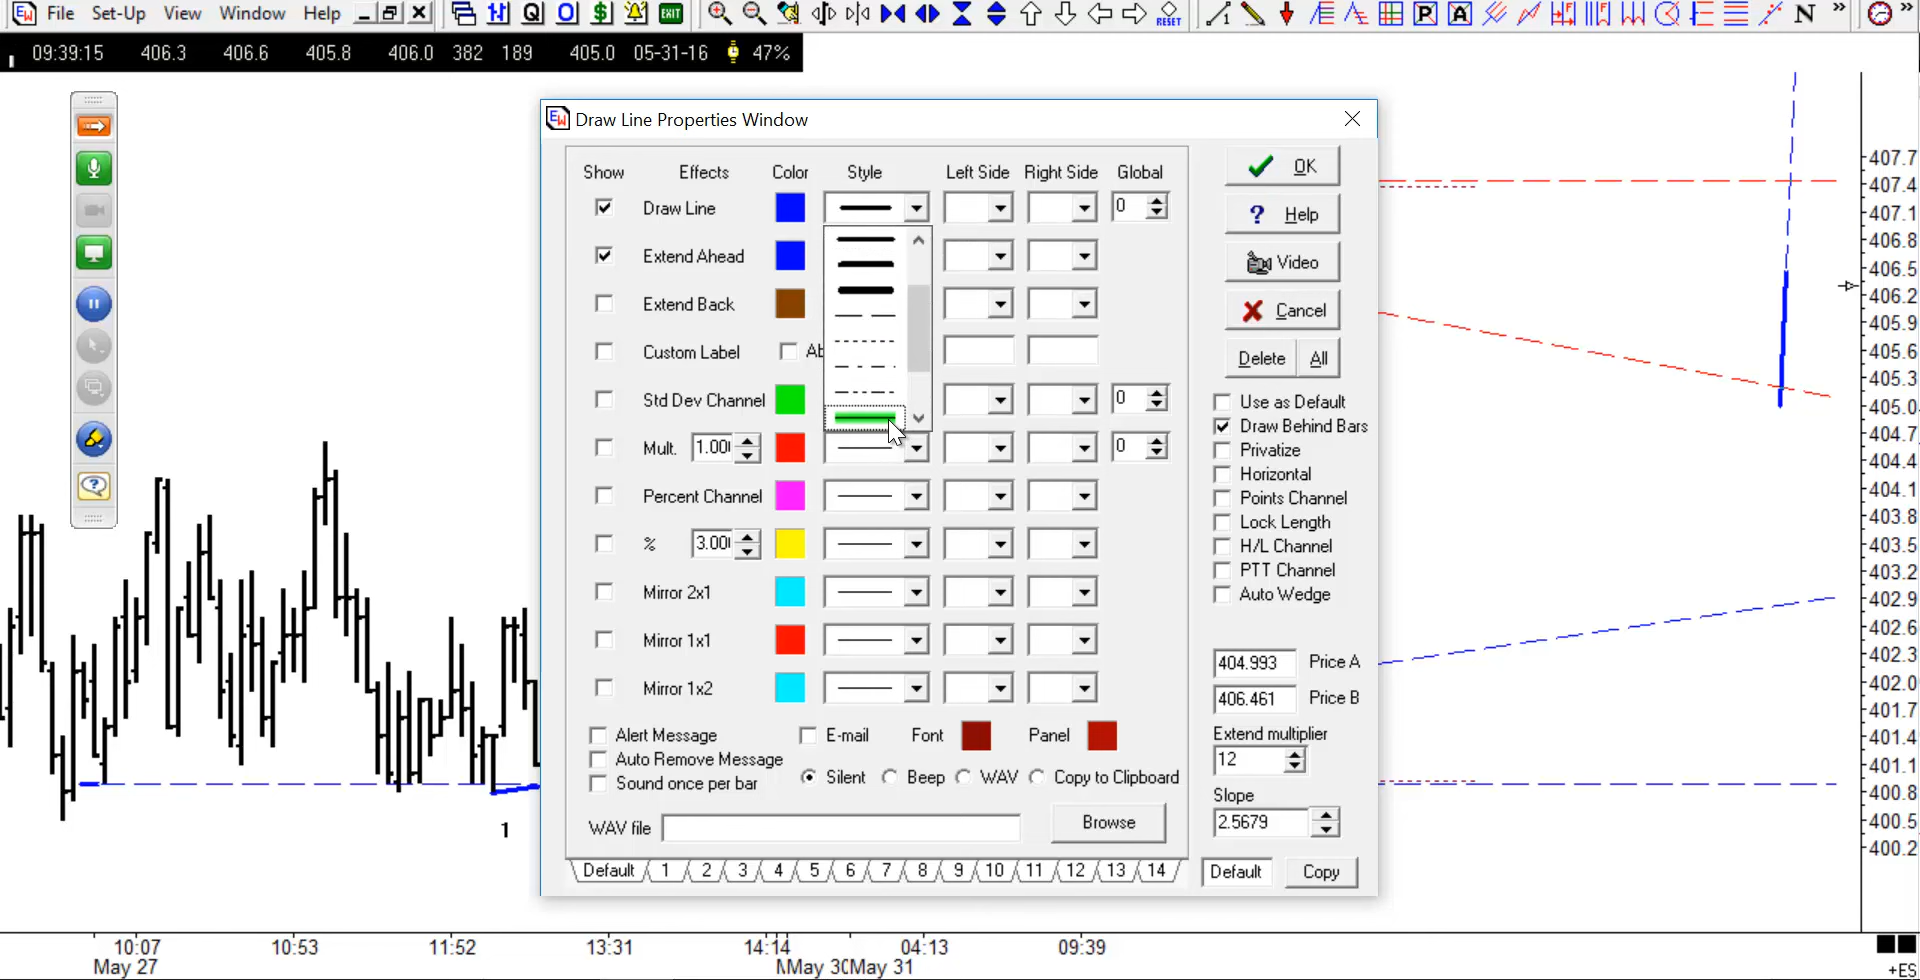 File Set-Up View Window Help EXIT RESET N
09:39:15 406.3 406.6 405.8 406.0 382 189 405.0 05-31-16 47%
Draw Line Properties Window
Show Effects Color Style Left Side Right Side Global
Draw Line 0
Extend Ahead
Extend Back
Custom Label
Std Dev Channel 0
Mult. 1.00 0
Percent Channel
% 3.00
Mirror 2x1
Mirror 1x1
Mirror 1x2
Alert Message E-mail Font Panel
Auto Remove Message
Sound once per bar Silent Beep WAV Copy to Clipboard
WAV file Browse
Default 1 2 3 4 5 6 7 8 9 10 11 12 13 14
OK
Help
Video
Cancel
Delete All
Use as Default
Draw Behind Bars
Privatize
Horizontal
Points Channel
Lock Length
H/L Channel
PTT Channel
Auto Wedge
404.993 Price A
406.461 Price B
Extend multiplier
12
Slope
2.5679
Default Copy
407.7
407.4
407.1
406.8
406.5
406.2
405.9
405.6
405.3
405.0
404.7
404.4
404.1
403.8
403.5
403.2
402.9
402.6
402.3
402.0
401.7
401.4
401.1
400.8
400.5
400.2
1
10:07 10:53 11:52 13:31 14:14 04:13 09:39
May 27 May 31
+ES